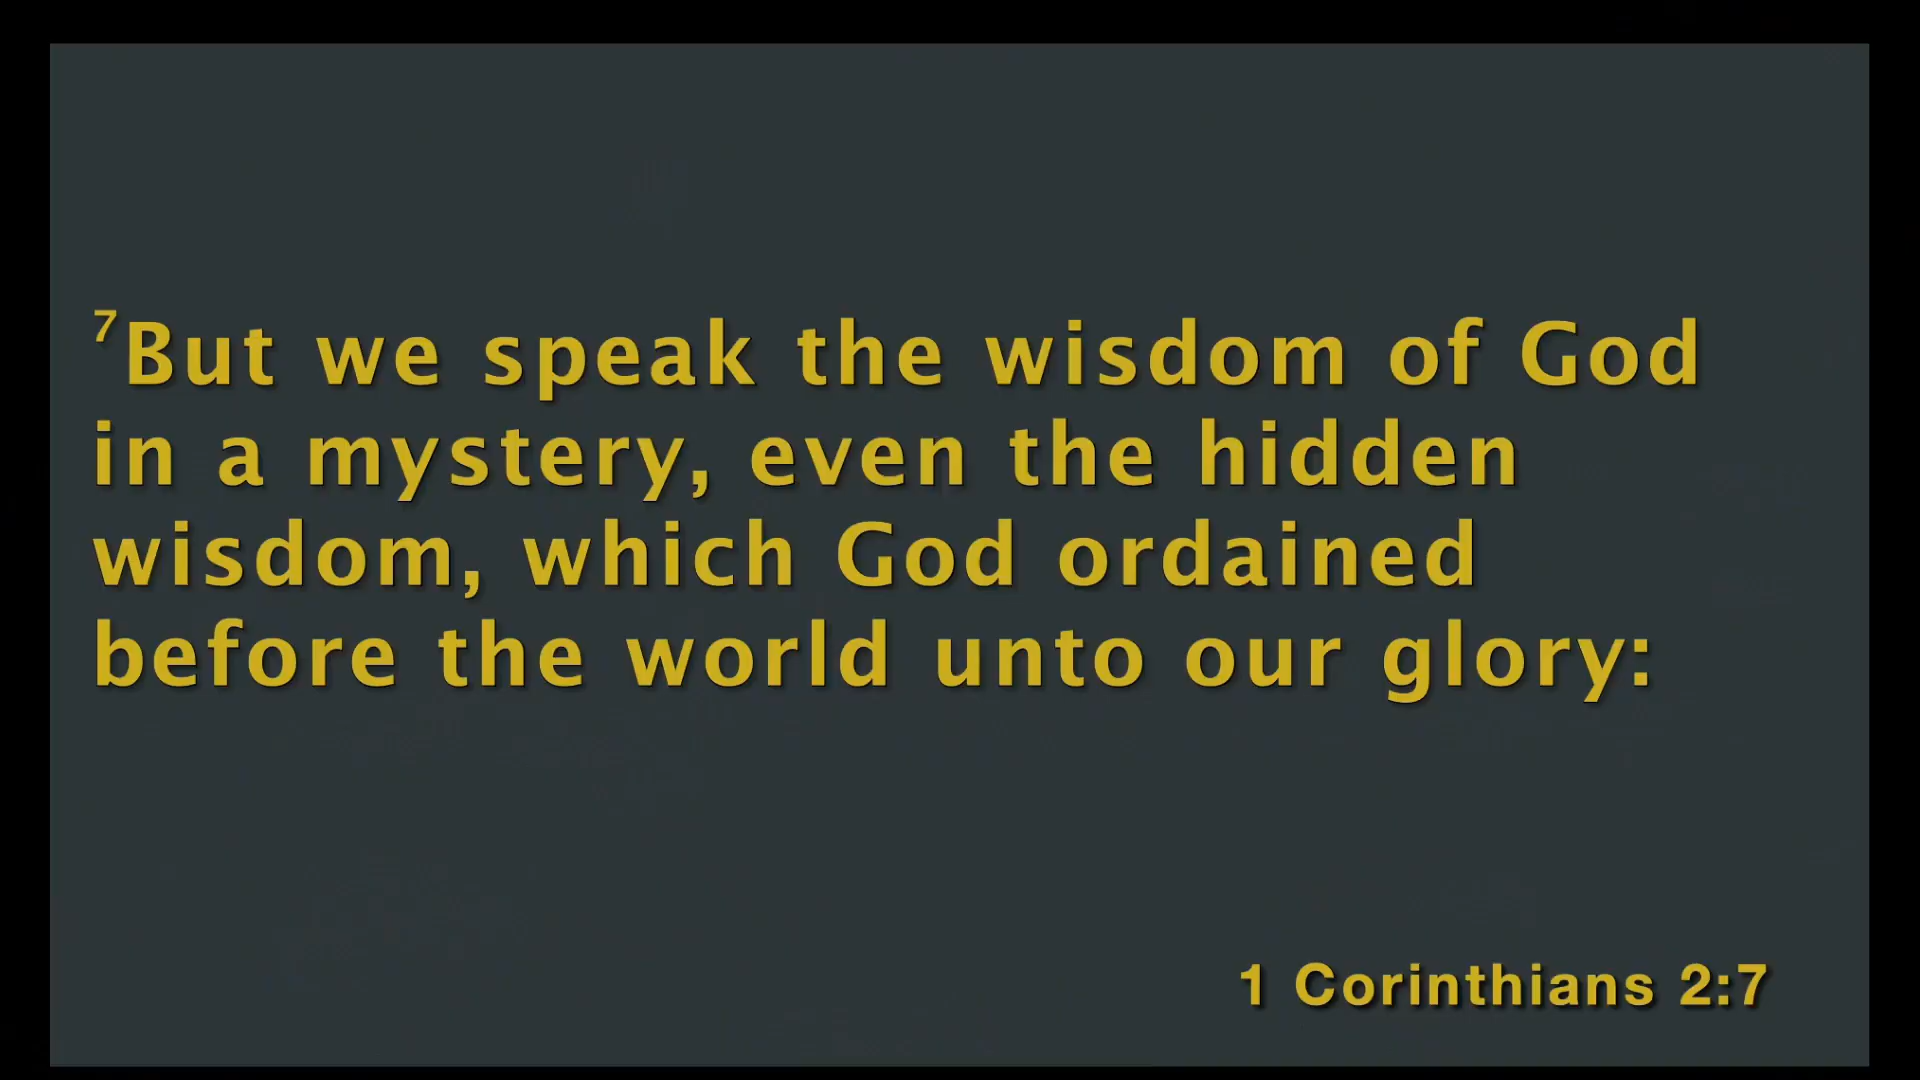 7But we speak the wisdom of God
in a mystery, even the hidden
wisdom, which God ordained
before the world unto our glory:
1 Corinthians 2:7